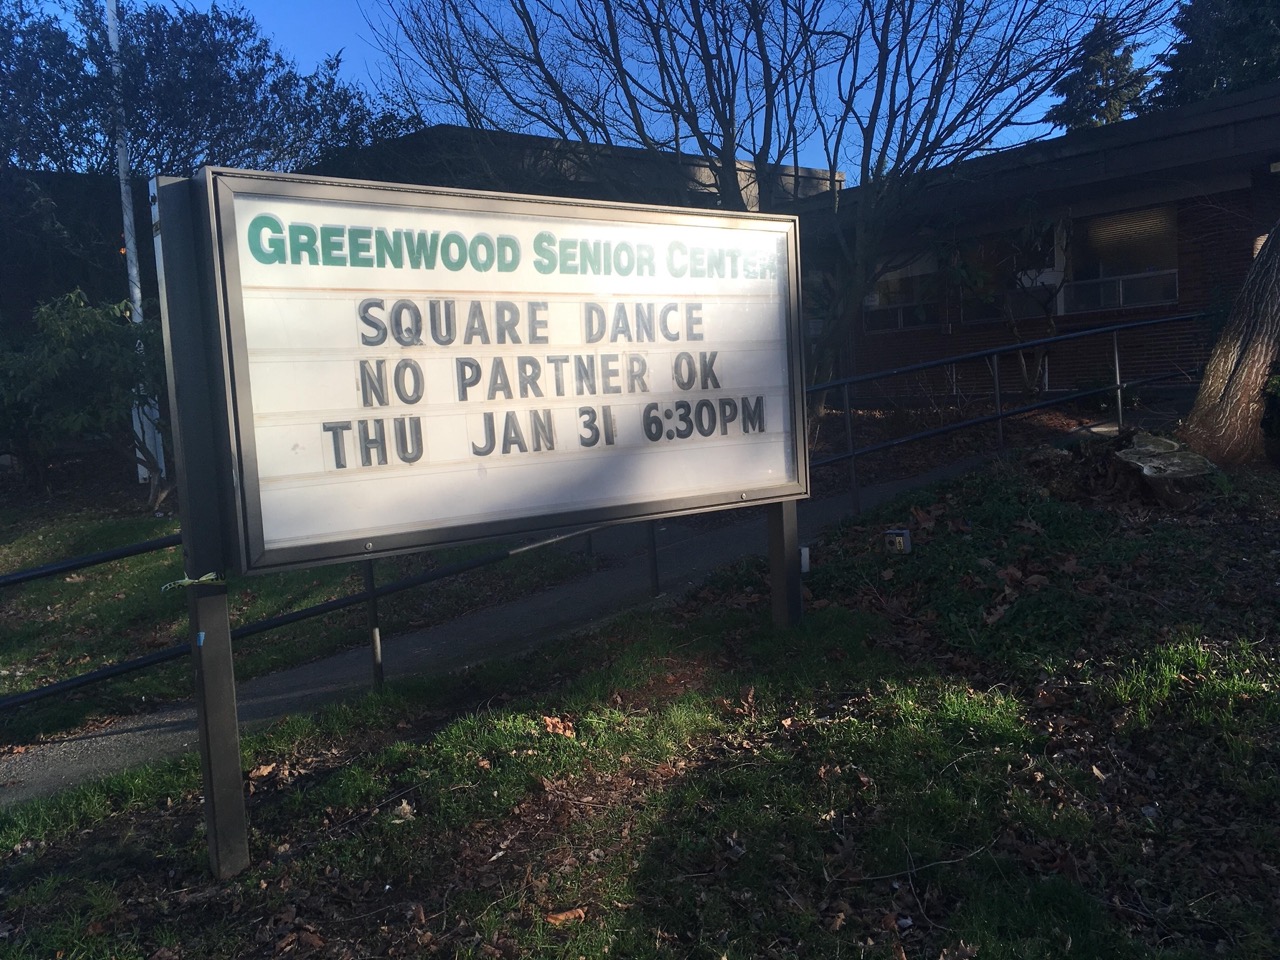 GREENWOOD SENIOR CENTER
SQUARE DANCE
NO PARTNER OK
THU JAN 31 6:30PM